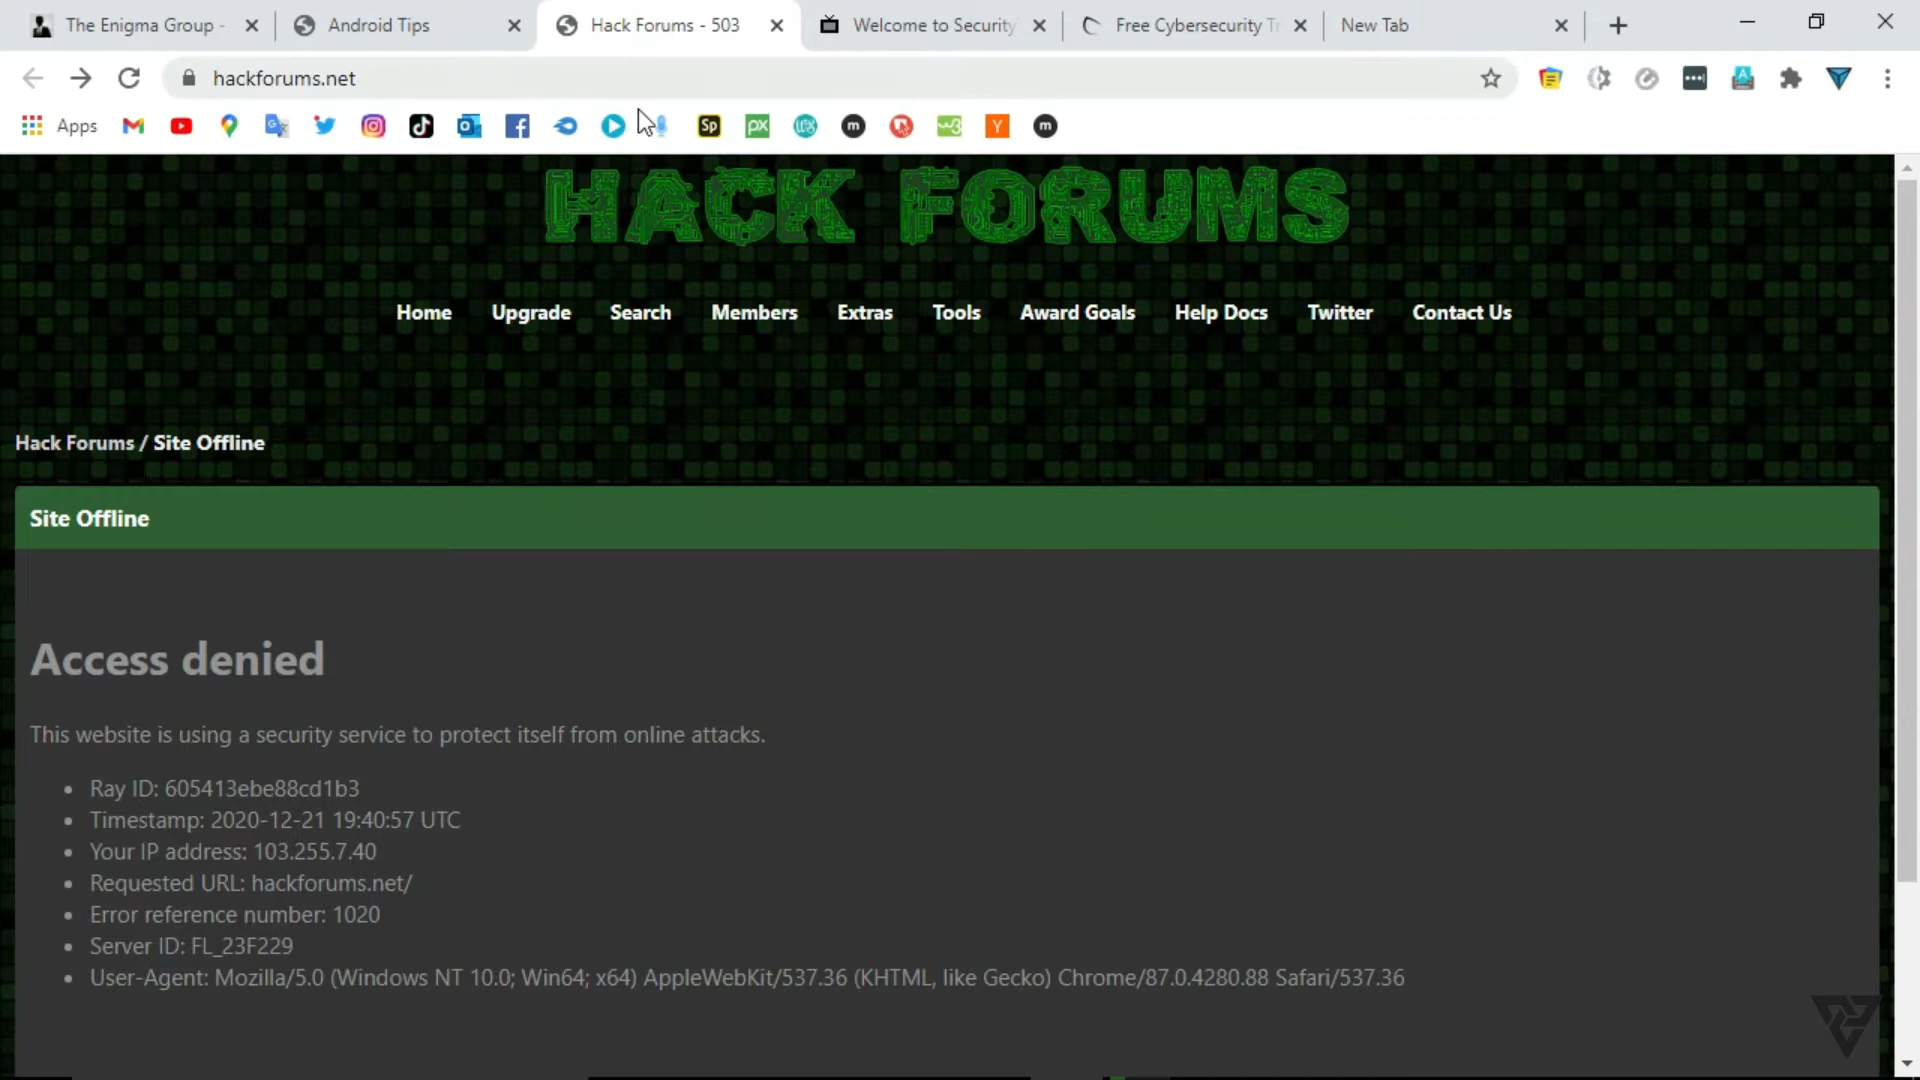 The Enigma Group -
Android Tips
Hack Forums - 503
Welcome to Security
Free Cybersecurity Tr
New Tab
hackforums.net
Apps
HACK FORUMS
Home Upgrade Search Members Extras Tools Award Goals Help Docs Twitter Contact Us
Hack Forums / Site Offline
Site Offline
Access denied
This website is using a security service to protect itself from online attacks.
Ray ID: 605413ebe88cd1b3
Timestamp: 2020-12-21 19:40:57 UTC
Your IP address: 103.255.7.40
Requested URL: hackforums.net/
Error reference number: 1020
Server ID: FL_23F229
User-Agent: Mozilla/5.0 (Windows NT 10.0; Win64; x64) AppleWebKit/537.36 (KHTML, like Gecko) Chrome/87.0.4280.88 Safari/537.36